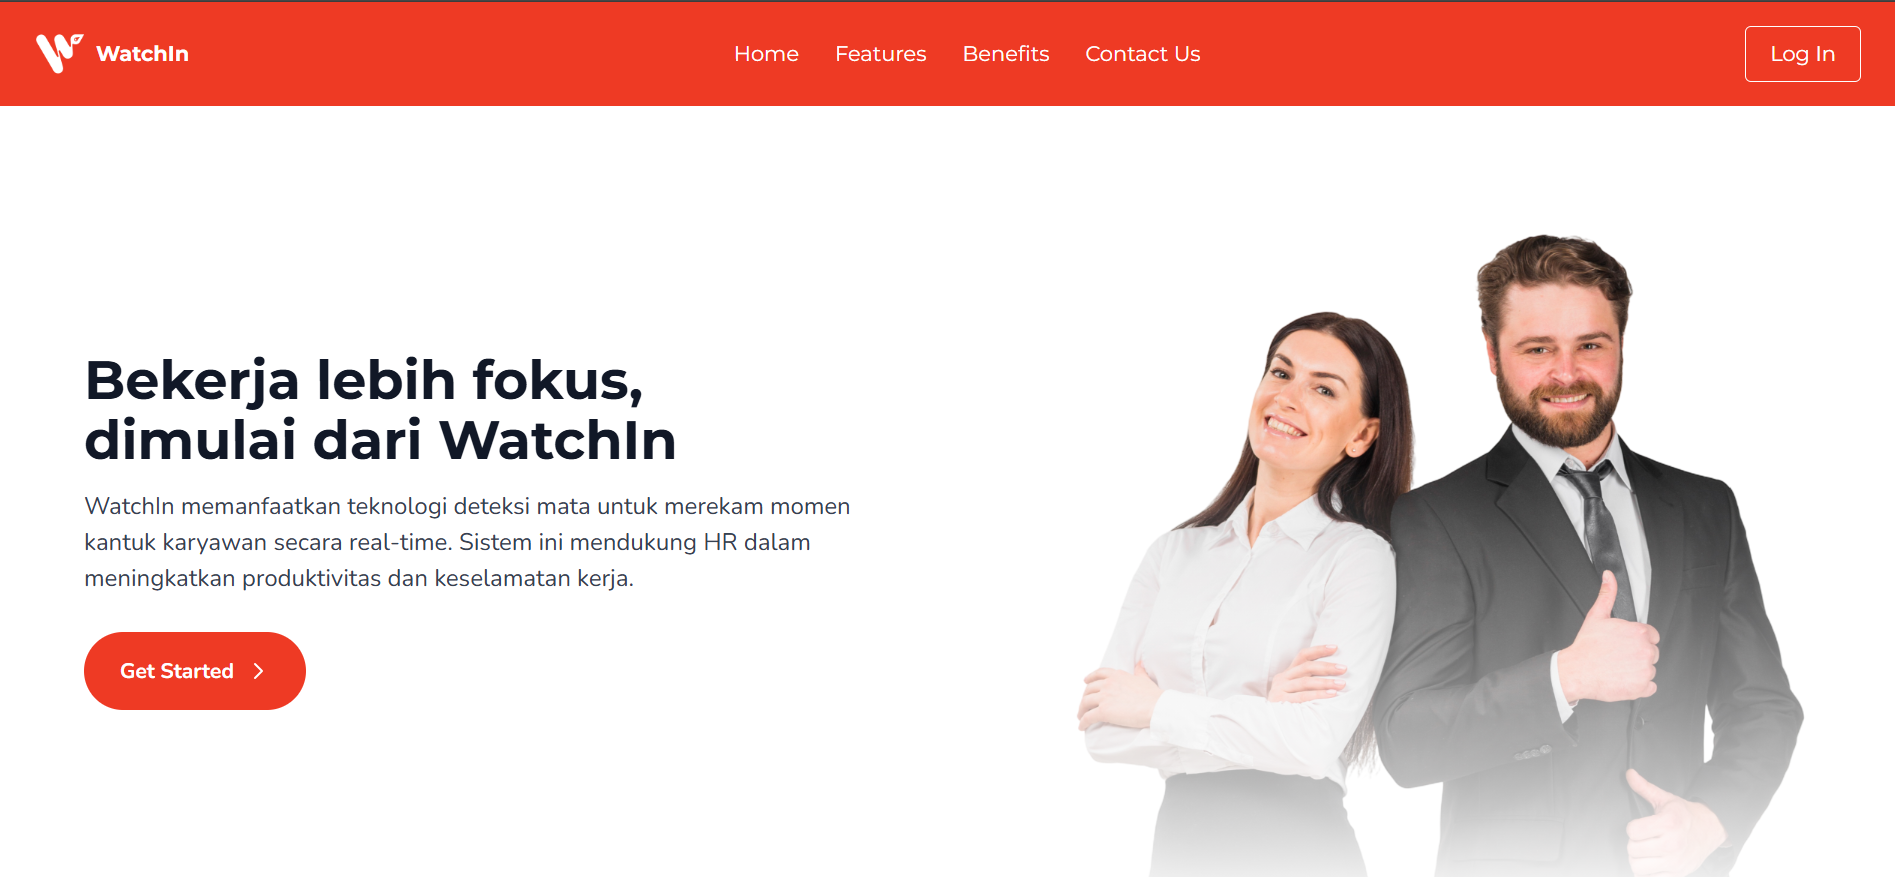 WatchIn
Home Features Benefits Contact Us
Log In
Bekerja lebih fokus,
dimulai dari WatchIn
WatchIn memanfaatkan teknologi deteksi mata untuk merekam momen
kantuk karyawan secara real-time. Sistem ini mendukung HR dalam
meningkatkan produktivitas dan keselamatan kerja.
Get Started